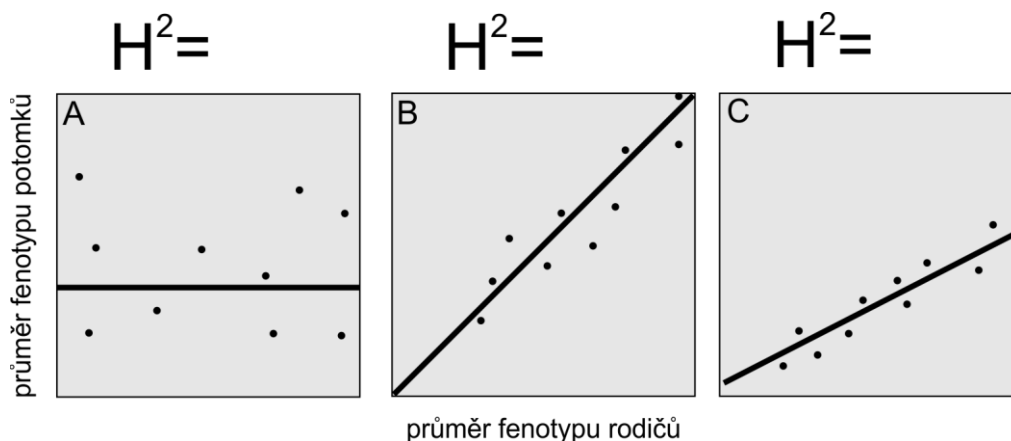 H²=
H²=
H²=
A
B
C
průměr fenotypu potomků
průměr fenotypu rodičů